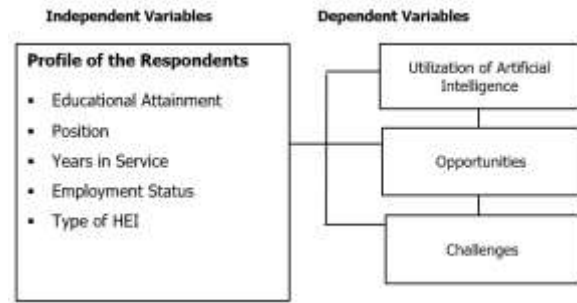 Independent Variables
Dependent Variables
Profile of the Respondents
▪ Educational Attainment
▪ Position
▪ Years in Service
▪ Employment Status
▪ Type of HEI
Utilization of Artificial
Intelligence
Opportunities
Challenges